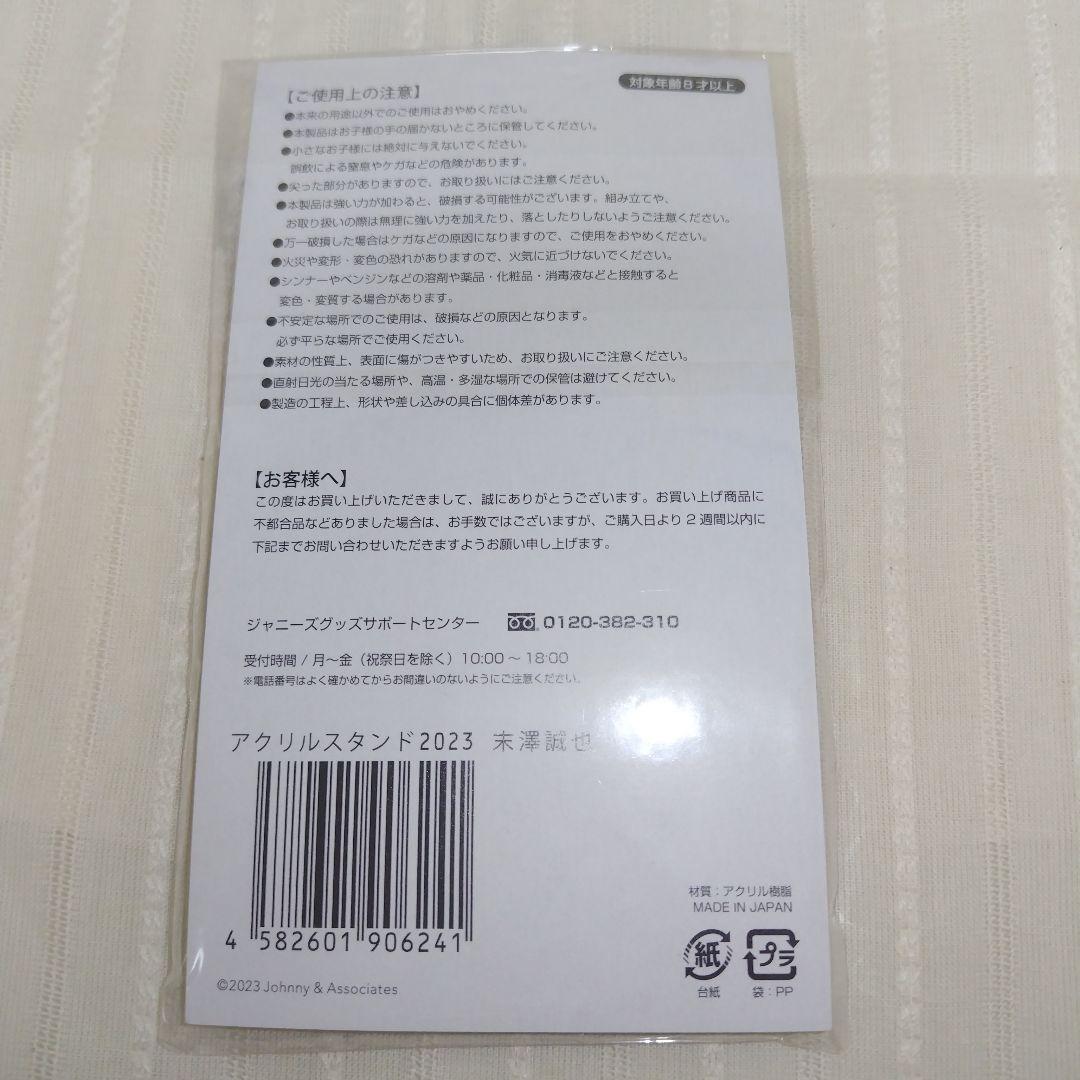 対象年齢8才以上
【ご使用上の注意】
●本来の用途以外でのご使用はおやめください。
●本製品はお子様の手の届かないところに保管してください。
●小さなお子様には絶対に与えないでください。
誤飲による窒息やケガなどの危険があります。
●尖った部分がありますので、お取り扱いにはご注意ください。
●本製品は強い力が加わると、破損する可能性がございます。組み立てや、
お取り扱いの際は無理に強い力を加えたり、落としたりしないようご注意ください。
●万一破損した場合はケガなどの原因になりますので、ご使用をおやめください。
●火災や変形・変色の恐れがありますので、火気に近づけないでください。
●シンナーやベンジンなどの溶剤や薬品・化粧品・消毒液などと接触すると
変色・変質する場合があります。
●不安定な場所でのご使用は、破損などの原因となります。
必ず平らな場所でご使用ください。
●素材の性質上、表面に傷がつきやすいため、お取り扱いにご注意ください。
●直射日光の当たる場所や、高温・多湿な場所での保管は避けてください。
●製造の工程上、形状や差し込みの具合に個体差があります。
【お客様へ】
この度はお買い上げいただきまして、誠にありがとうございます。お買い上げ商品に
不都合品などありました場合は、お手数ではございますが、ご購入日より2週間以内に
下記までお問い合わせいただきますようお願い申し上げます。
ジャニーズグッズサポートセンター 0120-382-310
受付時間 / 月〜金（祝祭日を除く）10:00 〜 18:00
※電話番号はよく確かめてからお間違いのないようにご注意ください。
アクリルスタンド2023 末澤誠也
4 582601 906241
©2023 Johnny & Associates
材質：アクリル樹脂
MADE IN JAPAN
紙 プラ
台紙 袋：PP